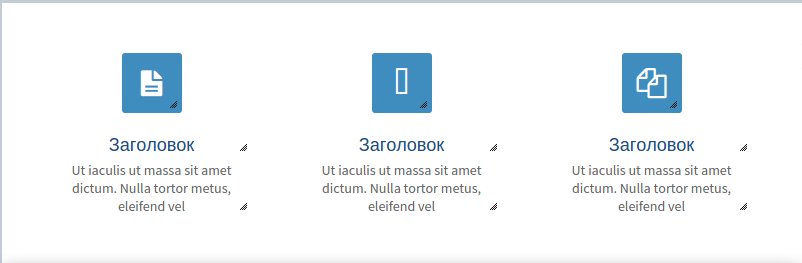 Заголовок
Ut iaculis ut massa sit amet
dictum. Nulla tortor metus,
eleifend vel
Заголовок
Ut iaculis ut massa sit amet
dictum. Nulla tortor metus,
eleifend vel
Заголовок
Ut iaculis ut massa sit amet
dictum. Nulla tortor metus,
eleifend vel